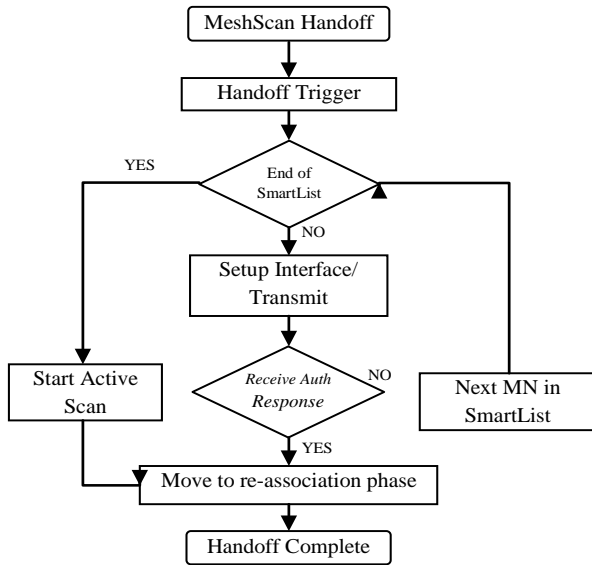 MeshScan Handoff
Handoff Trigger
YES
End of
SmartList
NO
Setup Interface/
Transmit
Start Active
Scan
Receive Auth
Response
NO
Next MN in
SmartList
YES
Move to re-association phase
Handoff Complete